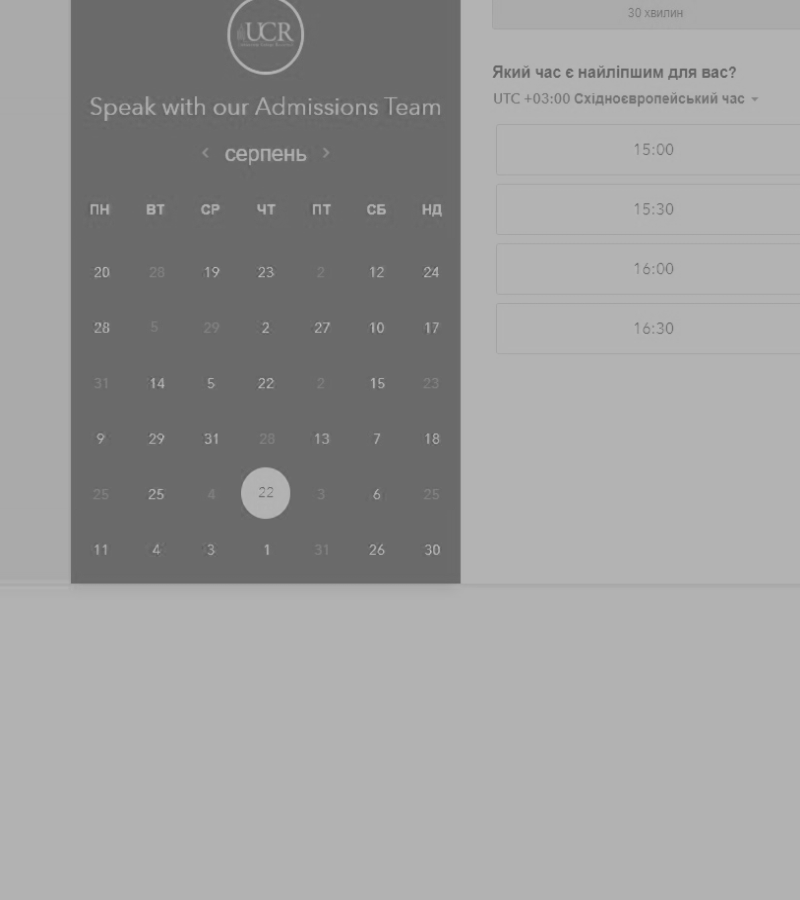 UCR
Speak with our Admissions Team
серпень
ПН ВТ СР ЧТ ПТ СБ НД
20 28 19 23 2 12 24
28 5 29 2 27 10 17
31 14 5 22 2 15 23
9 29 31 28 13 7 18
25 25 4 22 3 6 25
11 4 3 1 31 26 30
30 хвилин
Який час є найліпшим для вас?
UTC +03:00 Східноєвропейський час
15:00
15:30
16:00
16:30